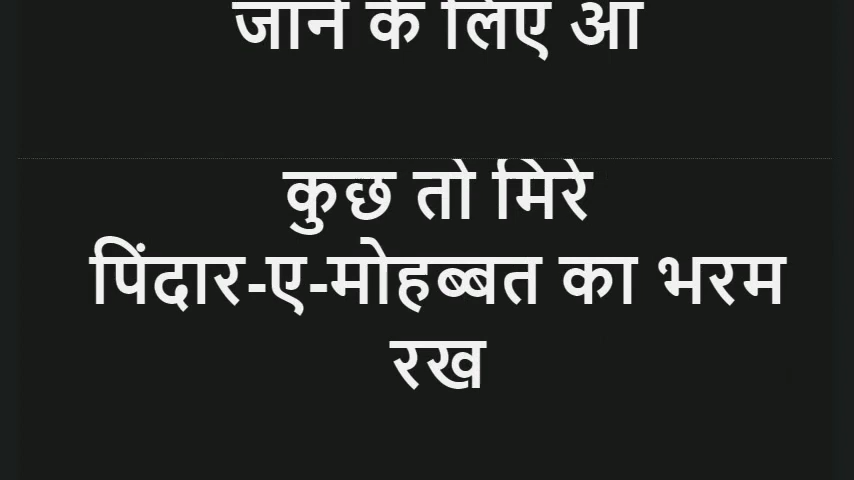 जाने के लिए आ
कुछ तो मिरे
पिंदार-ए-मोहब्बत का भरम
रख